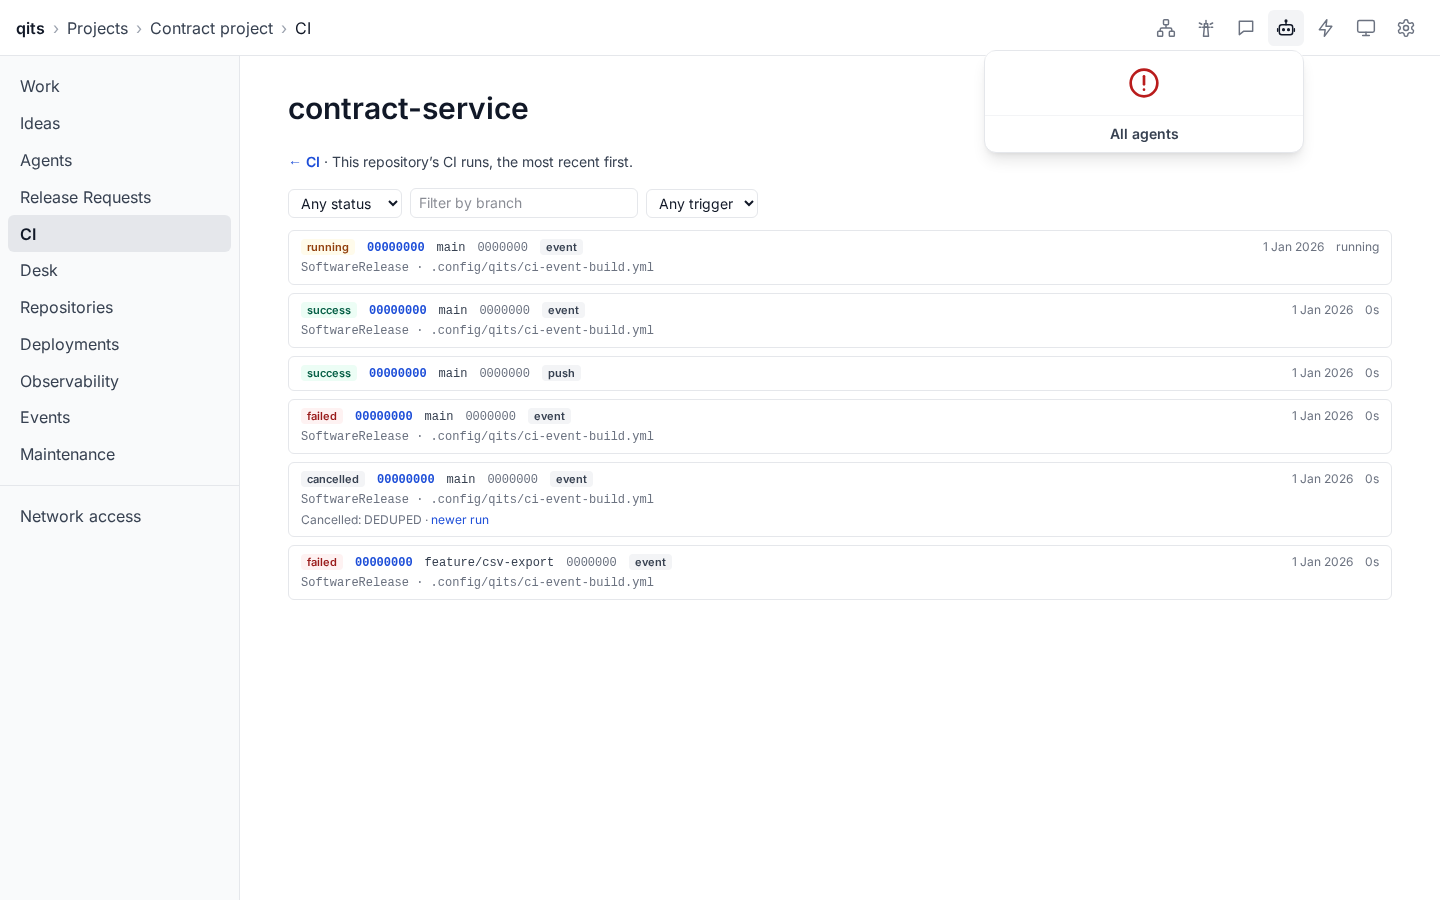 qits › Projects › Contract project › CI
All agents
Work
Ideas
Agents
Release Requests
CI
Desk
Repositories
Deployments
Observability
Events
Maintenance
Network access
contract-service
← CI · This repository’s CI runs, the most recent first.
Any status Filter by branch Any trigger
running 00000000 main 0000000 event 1 Jan 2026 running
SoftwareRelease · .config/qits/ci-event-build.yml
success 00000000 main 0000000 event 1 Jan 2026 0s
SoftwareRelease · .config/qits/ci-event-build.yml
success 00000000 main 0000000 push 1 Jan 2026 0s
failed 00000000 main 0000000 event 1 Jan 2026 0s
SoftwareRelease · .config/qits/ci-event-build.yml
cancelled 00000000 main 0000000 event 1 Jan 2026 0s
SoftwareRelease · .config/qits/ci-event-build.yml
Cancelled: DEDUPED · newer run
failed 00000000 feature/csv-export 0000000 event 1 Jan 2026 0s
SoftwareRelease · .config/qits/ci-event-build.yml